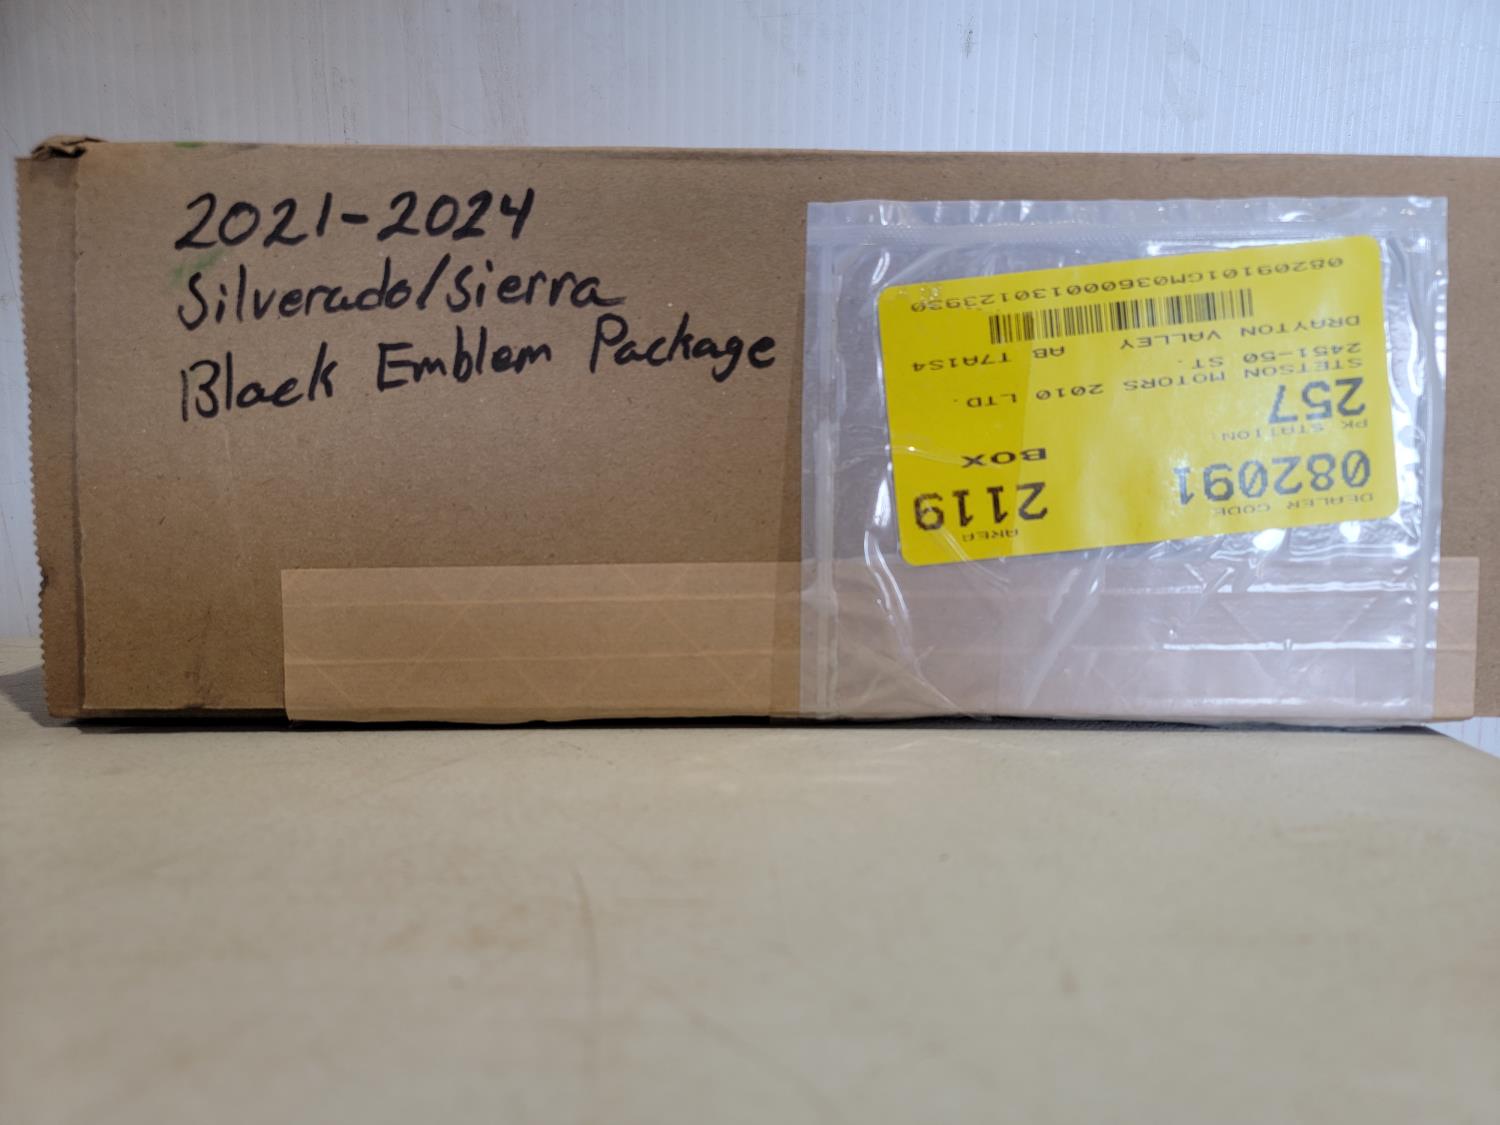 2021-2024
Silverado/Sierra
Black Emblem Package
DEALER CODE
AREA
082091
2119
PK STATION:
BOX
257
STETSON MOTORS 2010 LTD.
2451-50 ST.
DRAYTON VALLEY AB T7A1S4